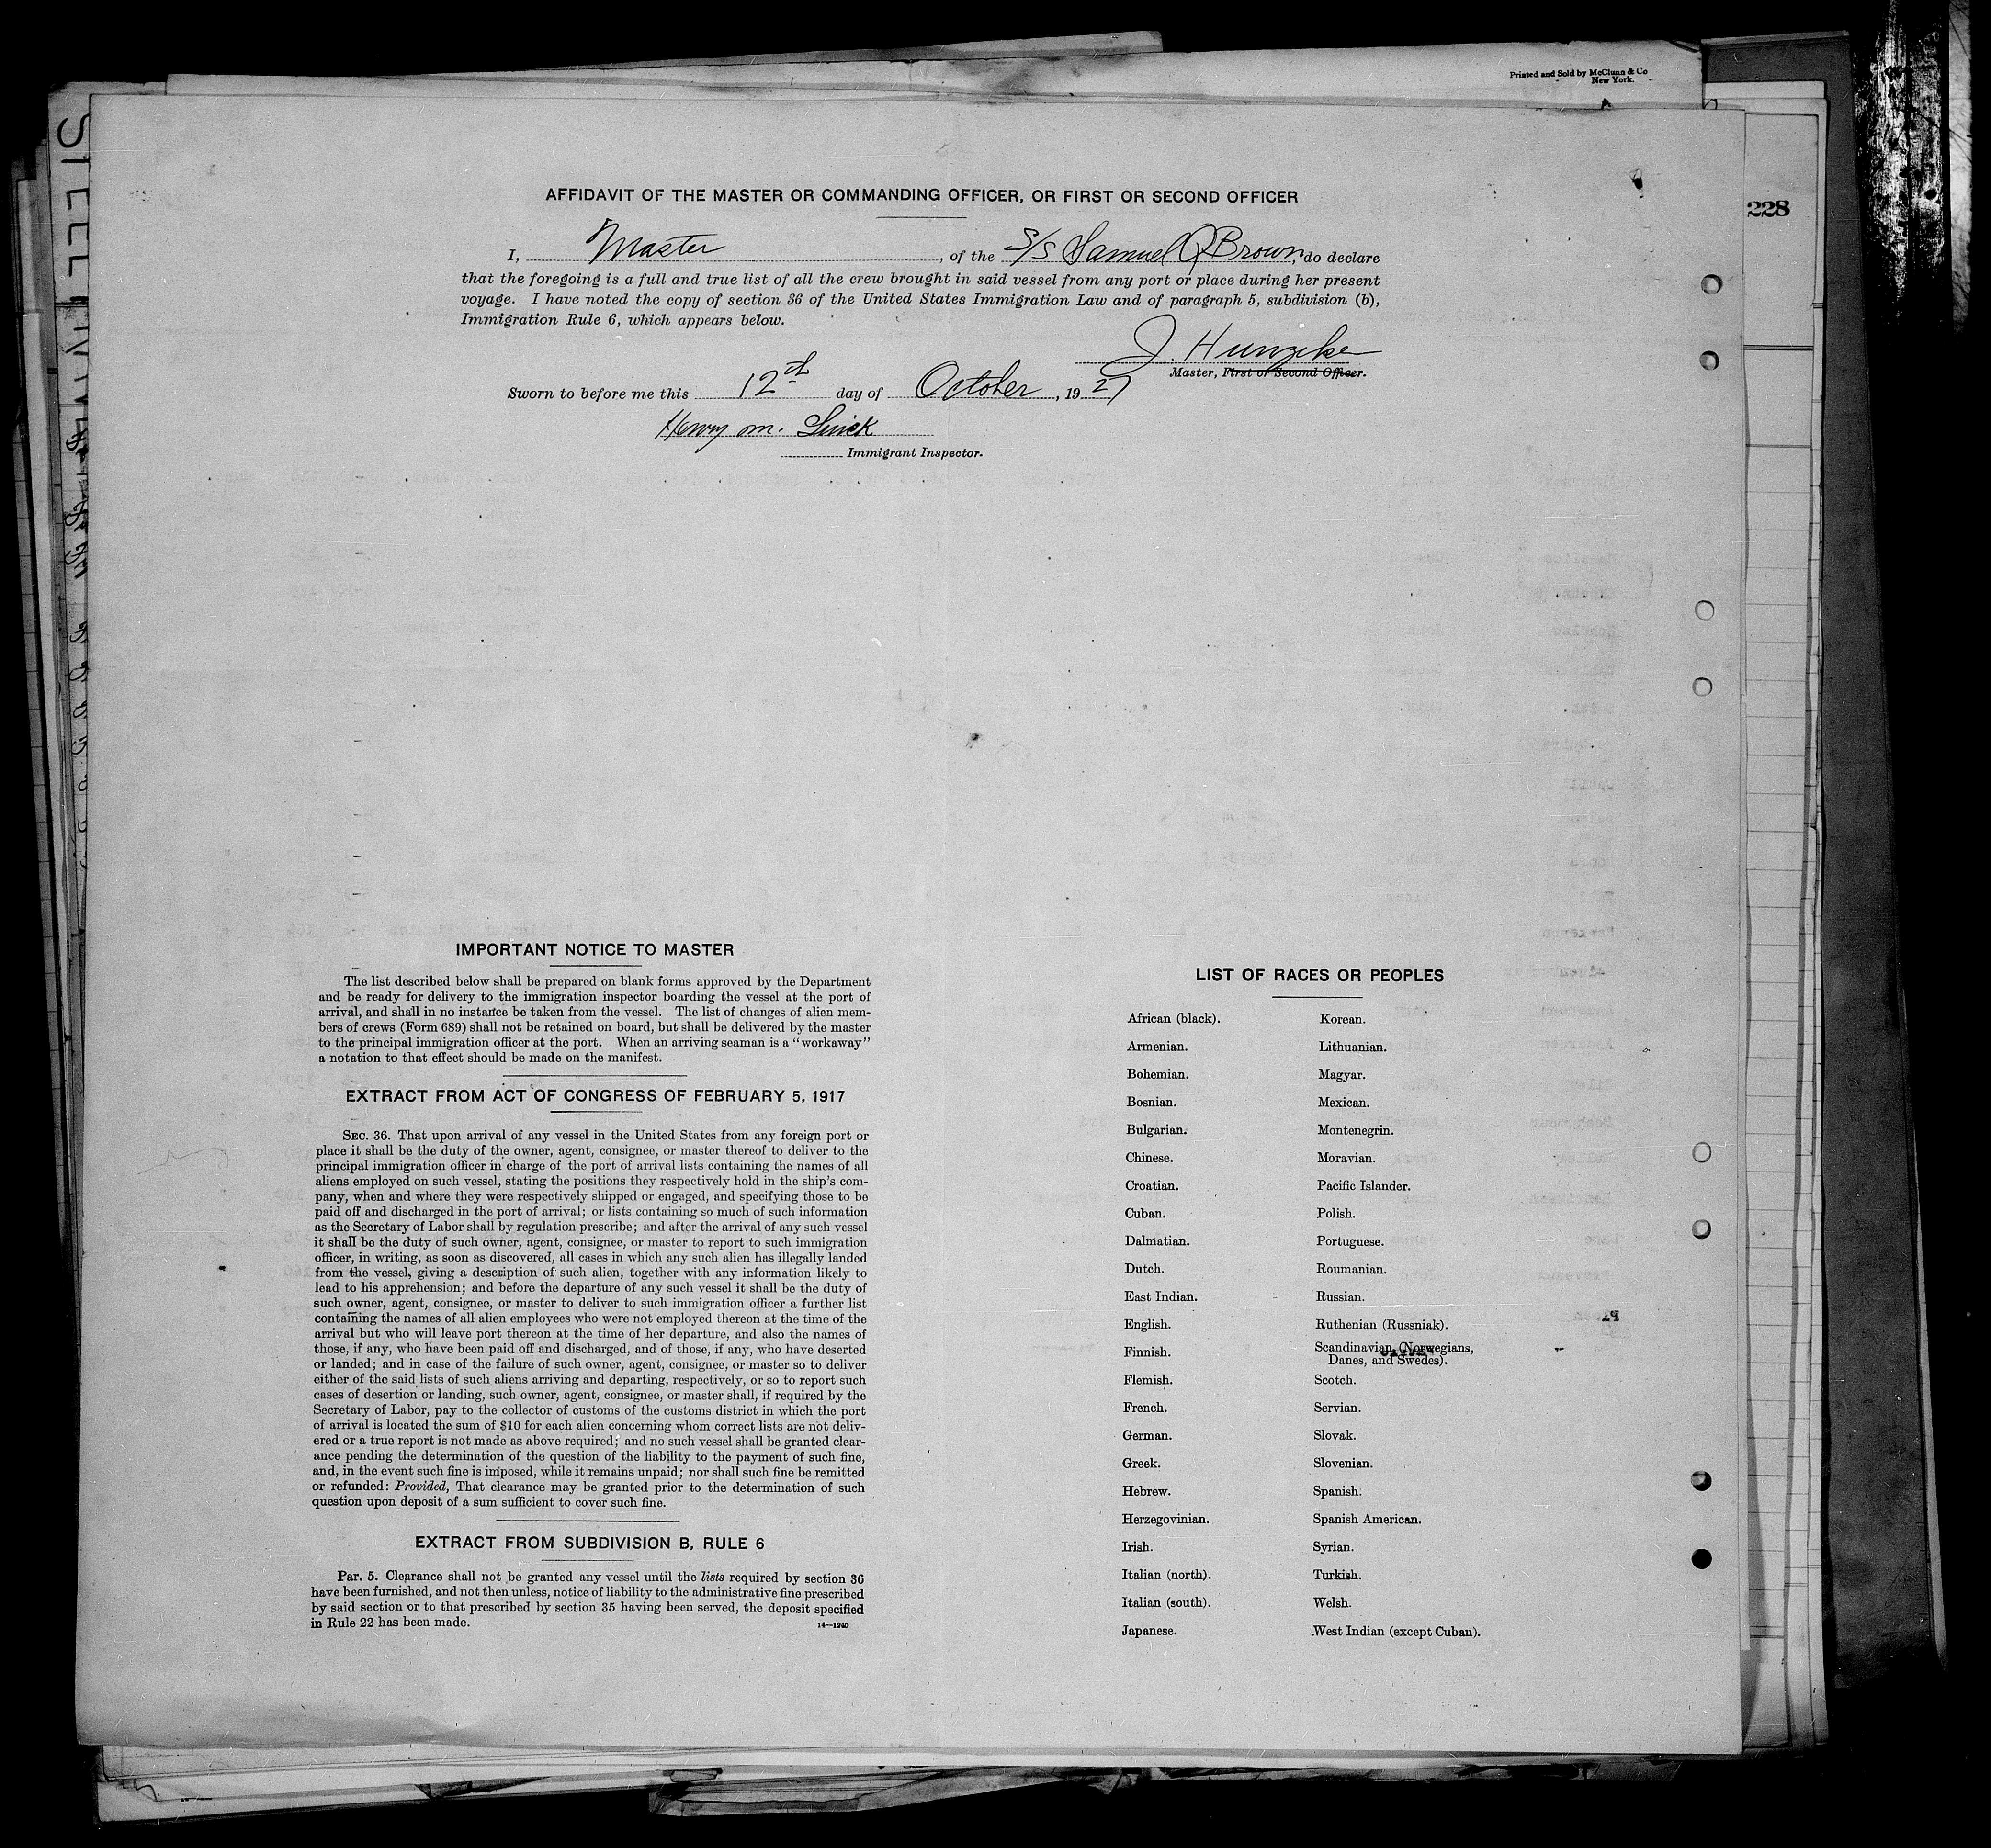 Printed and Sold by McClunn & Co
New York.
228
AFFIDAVIT OF THE MASTER OR COMMANDING OFFICER, OR FIRST OR SECOND OFFICER
I, Master, of the S/S Samuel Q Brown, do declare
that the foregoing is a full and true list of all the crew brought in said vessel from any port or place during her present
voyage. I have noted the copy of section 36 of the United States Immigration Law and of paragraph 5, subdivision (b),
Immigration Rule 6, which appears below.
J. Hunziker
Master, First or Second Officer.
Sworn to before me this 12th day of October, 1927
Henry M.
Immigrant Inspector.
IMPORTANT NOTICE TO MASTER
The list described below shall be prepared on blank forms approved by the Department
and be ready for delivery to the immigration inspector boarding the vessel at the port of
arrival, and shall in no instance be taken from the vessel. The list of changes of alien mem-
bers of crews (Form 689) shall not be retained on board, but shall be delivered by the master
to the principal immigration officer at the port. When an arriving seaman is a "workaway"
a notation to that effect should be made on the manifest.
EXTRACT FROM ACT OF CONGRESS OF FEBRUARY 5, 1917
SEC. 36. That upon arrival of any vessel in the United States from any foreign port or
place it shall be the duty of the owner, agent, consignee, or master thereof to deliver to the
principal immigration officer in charge of the port of arrival lists containing the names of all
aliens employed on such vessel, stating the positions they respectively hold in the ship's com-
pany, when and where they were respectively shipped or engaged, and specifying those to be
paid off and discharged in the port of arrival; or lists containing so much of such information
as the Secretary of Labor shall by regulation prescribe; and after the arrival of any such vessel
it shall be the duty of such owner, agent, consignee, or master to report to such immigration
officer, in writing, as soon as discovered, all cases in which any such alien has illegally landed
from the vessel, giving a description of such alien, together with any information likely to
lead to his apprehension; and before the departure of any such vessel it shall be the duty of
such owner, agent, consignee, or master to deliver to such immigration officer a further list
containing the names of all alien employees who were not employed thereon at the time of the
arrival but who will leave port thereon at the time of her departure, and also the names of
those, if any, who have been paid off and discharged, and of those, if any, who have deserted
or landed; and in case of the failure of such owner, agent, consignee, or master so to deliver
either of the said lists of such aliens arriving and departing, respectively, or so to report such
cases of desertion or landing, such owner, agent, consignee, or master shall, if required by the
Secretary of Labor, pay to the collector of customs of the customs district in which the port
of arrival is located the sum of $10 for each alien concerning whom correct lists are not deliv-
ered or a true report is not made as above required; and no such vessel shall be granted clear-
ance pending the determination of the question of the liability to the payment of such fine,
and, in the event such fine is imposed, while it remains unpaid; nor shall such fine be remitted
or refunded: Provided, That clearance may be granted prior to the determination of such
question upon deposit of a sum sufficient to cover such fine.
EXTRACT FROM SUBDIVISION B, RULE 6
Par. 5. Clearance shall not be granted any vessel until the lists required by section 36
have been furnished, and not then unless, notice of liability to the administrative fine prescribed
by said section or to that prescribed by section 35 having been served, the deposit specified
in Rule 22 has been made.
14—1240
LIST OF RACES OR PEOPLES
African (black).
Armenian.
Bohemian.
Bosnian.
Bulgarian.
Chinese.
Croatian.
Cuban.
Dalmatian.
Dutch.
East Indian.
English.
Finnish.
Flemish.
French.
German.
Greek.
Hebrew.
Herzegovinian.
Irish.
Italian (north).
Italian (south).
Japanese.
Korean.
Lithuanian.
Magyar.
Mexican.
Montenegrin.
Moravian.
Pacific Islander.
Polish.
Portuguese.
Roumanian.
Russian.
Ruthenian (Russniak).
Scandinavian (Norwegians,
Danes, and Swedes).
Scotch.
Servian.
Slovak.
Slovenian.
Spanish.
Spanish American.
Syrian.
Turkish.
Welsh.
West Indian (except Cuban).